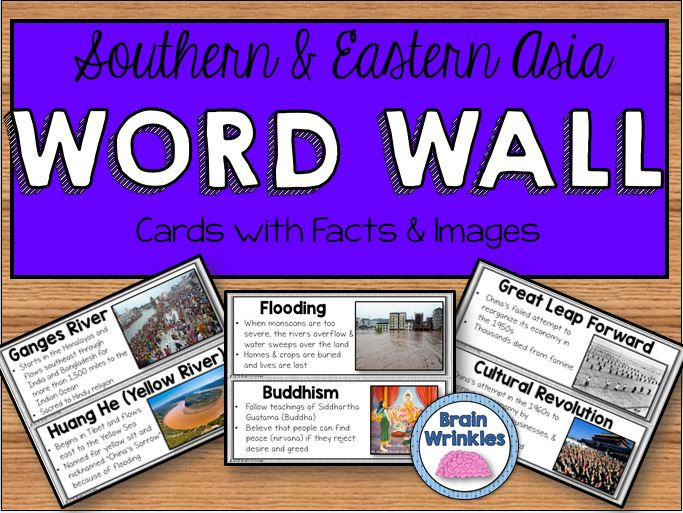 Southern & Eastern Asia
WORD WALL
Cards with Facts & Images
Ganges River
• Starts in the Himalayas and
flows southeast through
India and Bangladesh for
more than 1,500 miles to the
Indian Ocean
• Sacred to Hindu religion
Huang He (Yellow River)
• Begins in Tibet and flows
east to the Yellow Sea
• Named for yellow silt and
nicknamed "China's Sorrow"
because of flooding
Flooding
• When monsoons are too
severe, the rivers overflow &
water sweeps over the land
• Homes & crops are buried
and lives are lost
Buddhism
• Follow teachings of Siddhartha
Guatama (Buddha)
• Believe that people can find
peace (nirvana) if they reject
desire and greed
Great Leap Forward
• China's failed attempt to
reorganize its economy in
the 1950s
• Thousands died from famine
Cultural Revolution
China's attempt in the 1960s to
economy by
businesses, &
Brain
Wrinkles